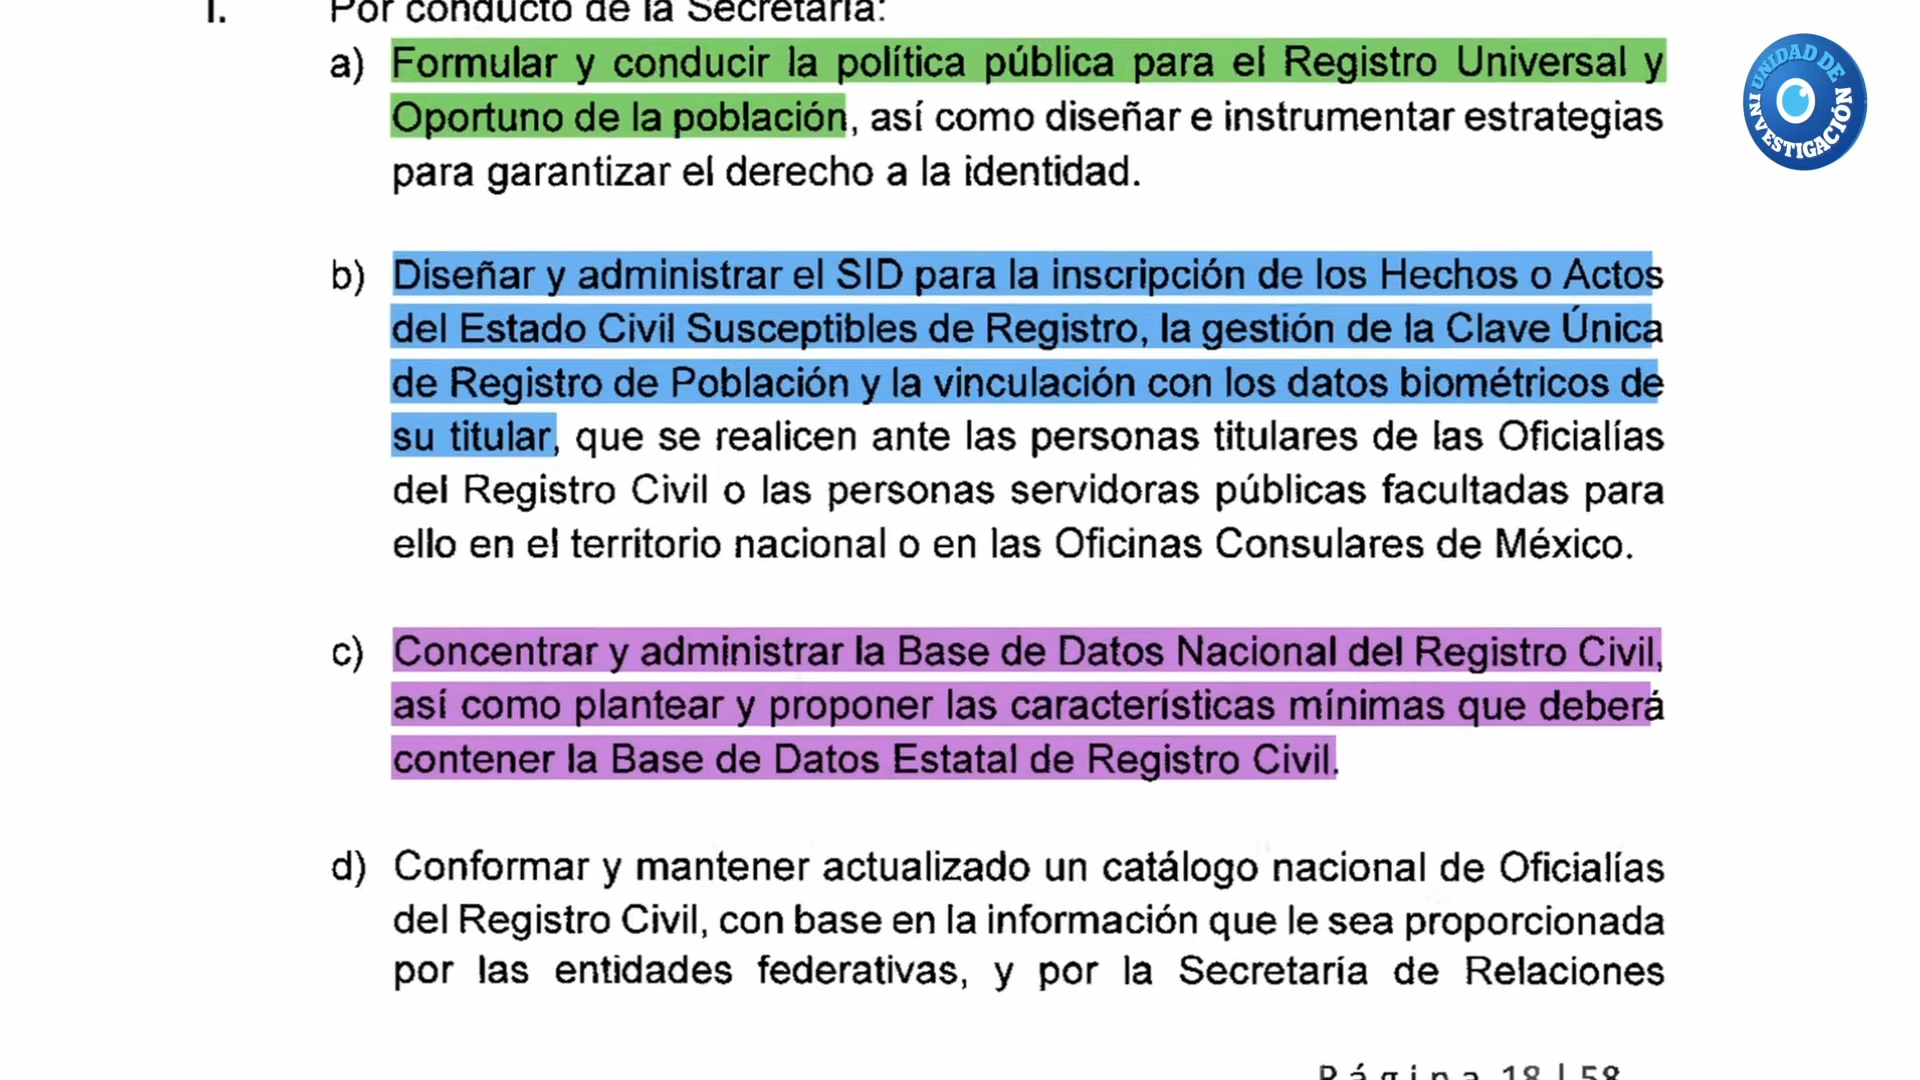 I. Por conducto de la Secretaría:
a) Formular y conducir la política pública para el Registro Universal y
Oportuno de la población, así como diseñar e instrumentar estrategias
para garantizar el derecho a la identidad.
b) Diseñar y administrar el SID para la inscripción de los Hechos o Actos
del Estado Civil Susceptibles de Registro, la gestión de la Clave Única
de Registro de Población y la vinculación con los datos biométricos de
su titular, que se realicen ante las personas titulares de las Oficialías
del Registro Civil o las personas servidoras públicas facultadas para
ello en el territorio nacional o en las Oficinas Consulares de México.
c) Concentrar y administrar la Base de Datos Nacional del Registro Civil,
así como plantear y proponer las características mínimas que deberá
contener la Base de Datos Estatal de Registro Civil.
d) Conformar y mantener actualizado un catálogo nacional de Oficialías
del Registro Civil, con base en la información que le sea proporcionada
por las entidades federativas, y por la Secretaría de Relaciones
Página 18 | 58
UNIDAD DE
INVESTIGACIÓN